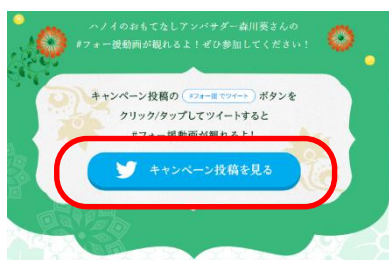 ハノイのおもてなしアンバサダー森川葵さんの
#フォー援動画が観れるよ！ぜひ参加してください！
キャンペーン投稿の #フォー援 でツイート ボタンを
クリック/タップしてツイートすると
#フォー援動画が観れるよ！
キャンペーン投稿を見る